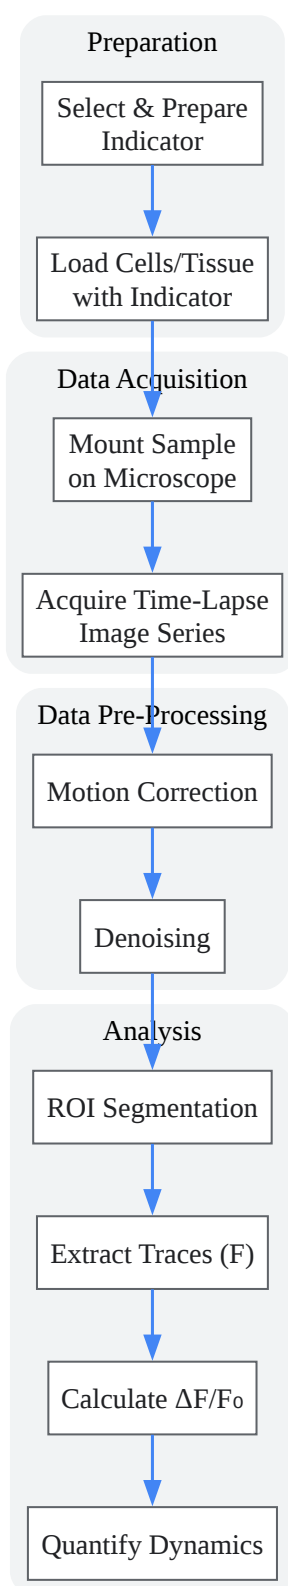 Preparation
Select & Prepare
Indicator
Load Cells/Tissue
with Indicator
Data Acquisition
Mount Sample
on Microscope
Acquire Time-Lapse
Image Series
Data Pre-Processing
Motion Correction
Denoising
Analysis
ROI Segmentation
Extract Traces (F)
Calculate ΔF/F₀
Quantify Dynamics